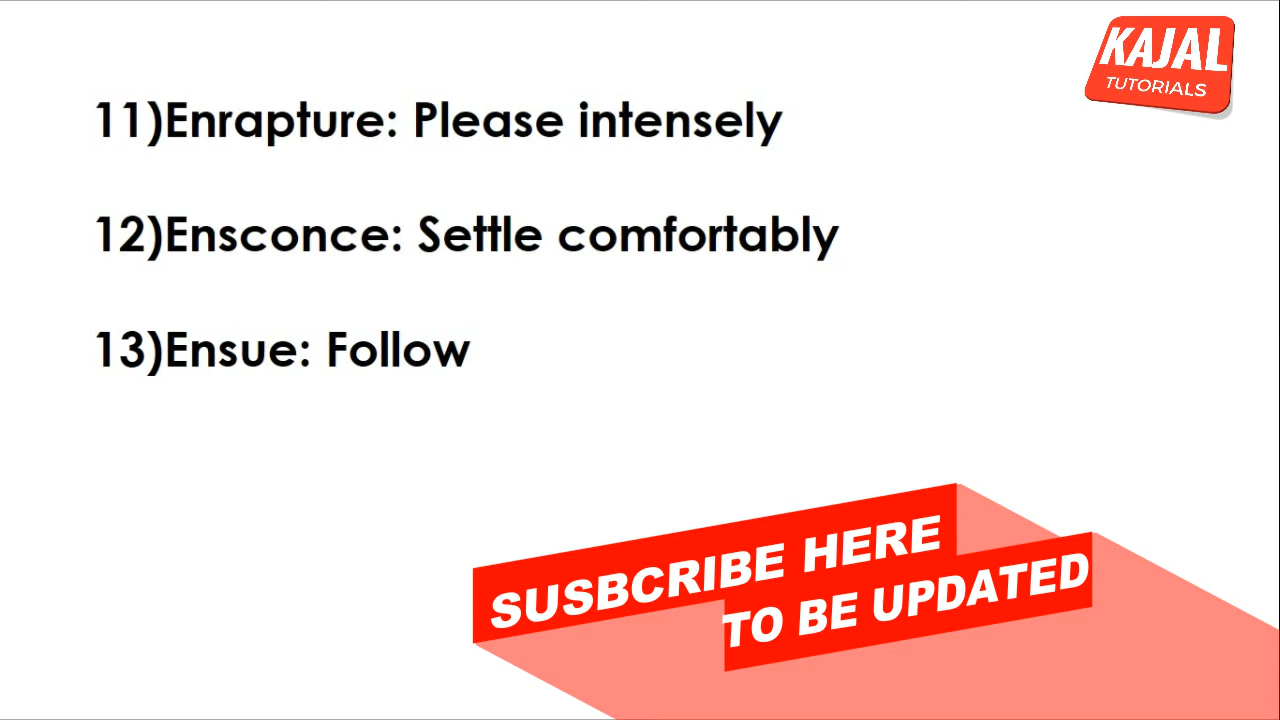 KAJAL
TUTORIALS
11)Enrapture: Please intensely
12)Ensconce: Settle comfortably
13)Ensue: Follow
SUSBCRIBE HERE
TO BE UPDATED